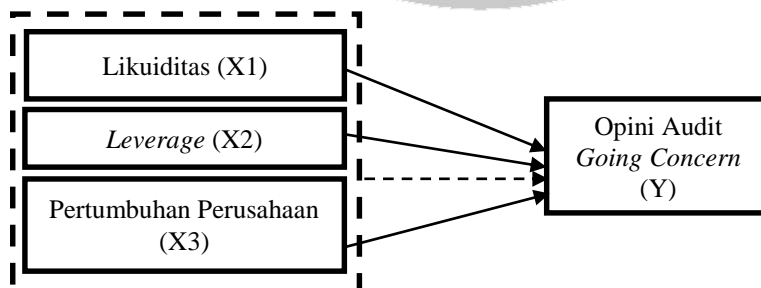 Likuiditas (X1)
Leverage (X2)
Pertumbuhan Perusahaan
(X3)
Opini Audit
Going Concern
(Y)